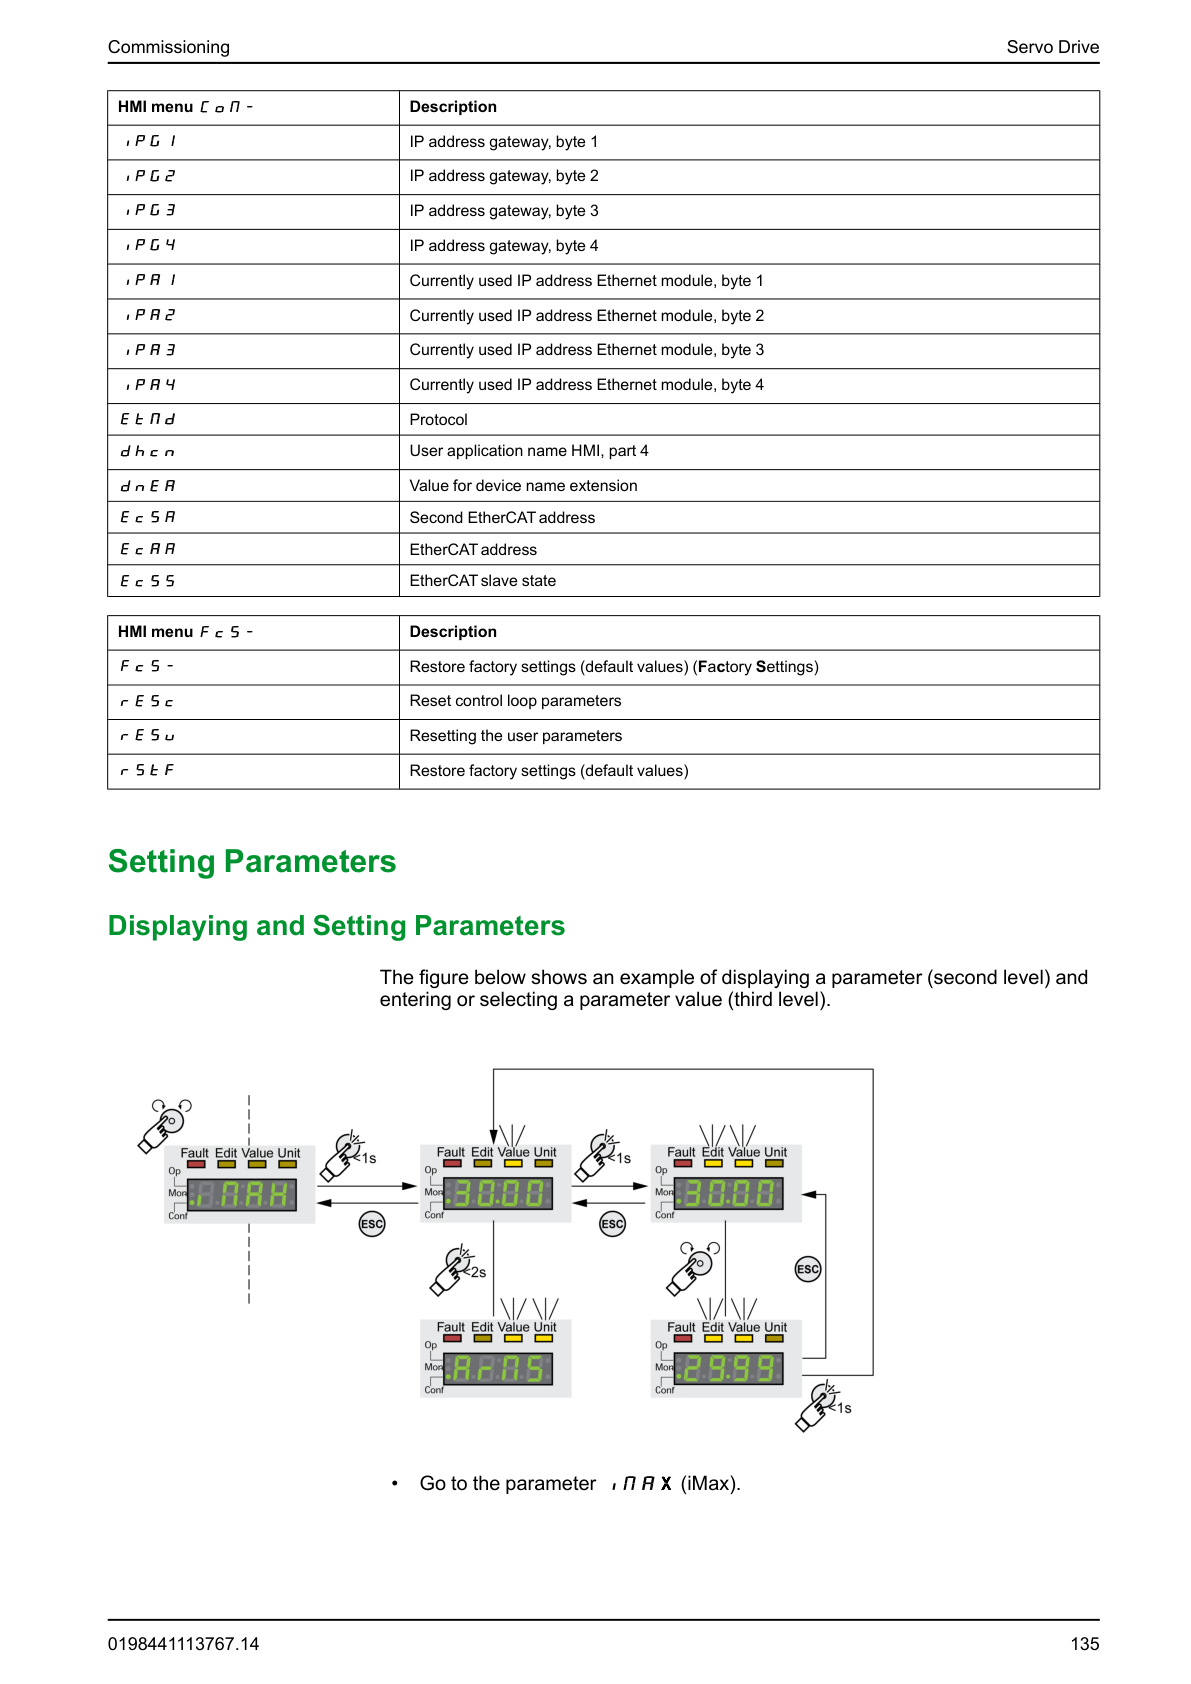 Commissioning Servo Drive
HMI menu CoM- Description
iPG1 IP address gateway, byte 1
iPG2 IP address gateway, byte 2
iPG3 IP address gateway, byte 3
iPG4 IP address gateway, byte 4
iPA1 Currently used IP address Ethernet module, byte 1
iPA2 Currently used IP address Ethernet module, byte 2
iPA3 Currently used IP address Ethernet module, byte 3
iPA4 Currently used IP address Ethernet module, byte 4
EtMd Protocol
dhcn User application name HMI, part 4
dnEA Value for device name extension
EcSA Second EtherCAT address
EcAA EtherCAT address
EcSS EtherCAT slave state
HMI menu FcS- Description
FcS- Restore factory settings (default values) (Factory Settings)
rESc Reset control loop parameters
rESu Resetting the user parameters
rStF Restore factory settings (default values)
Setting Parameters
Displaying and Setting Parameters
The figure below shows an example of displaying a parameter (second level) and
entering or selecting a parameter value (third level).
Fault Edit Value Unit
Op
Mon
Conf
iMAX
<1s
ESC
Fault Edit Value Unit
Op
Mon
Conf
.30.00
<1s
ESC
Fault Edit Value Unit
Op
Mon
Conf
.30.00
<2s
ESC
Fault Edit Value Unit
Op
Mon
Conf
ArMS
Fault Edit Value Unit
Op
Mon
Conf
.29.99
<1s
• Go to the parameter iMAX (iMax).
0198441113767.14 135